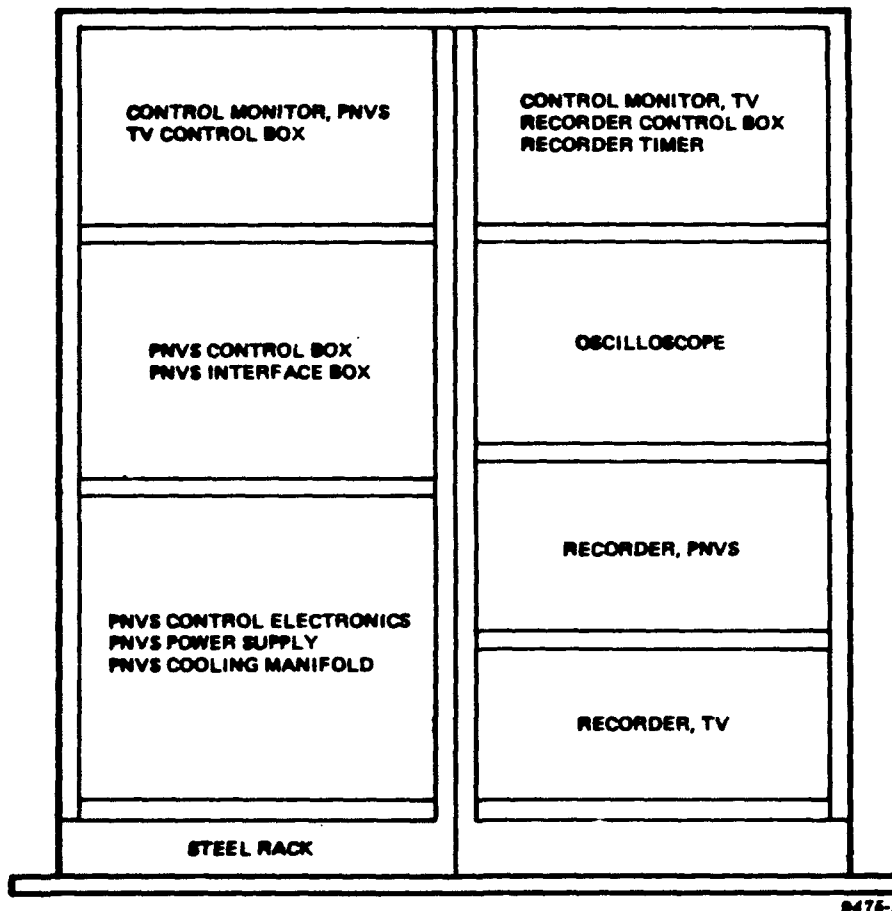 CONTROL MONITOR, PNVS
TV CONTROL BOX
PNVS CONTROL BOX
PNVS INTERFACE BOX
PNVS CONTROL ELECTRONICS
PNVS POWER SUPPLY
PNVS COOLING MANIFOLD
STEEL RACK
CONTROL MONITOR, TV
RECORDER CONTROL BOX
RECORDER TIMER
OSCILLOSCOPE
RECORDER, PNVS
RECORDER, TV